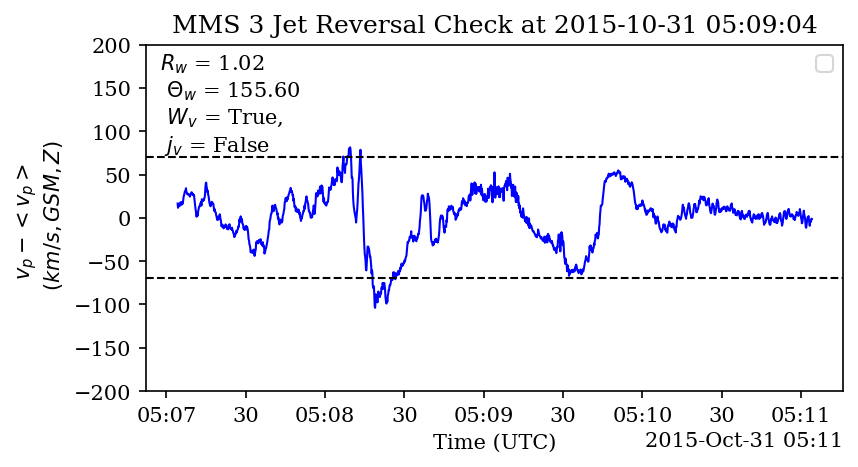 MMS 3 Jet Reversal Check at 2015-10-31 05:09:04
R_w = 1.02
Θ_w = 155.60
W_v = True,
j_v = False
v_p − < v_p >
(km/s, GSM, Z)
200
150
100
50
0
−50
−100
−150
−200
05:07 30 05:08 30 05:09 30 05:10 30 05:11
Time (UTC)
2015-Oct-31 05:11